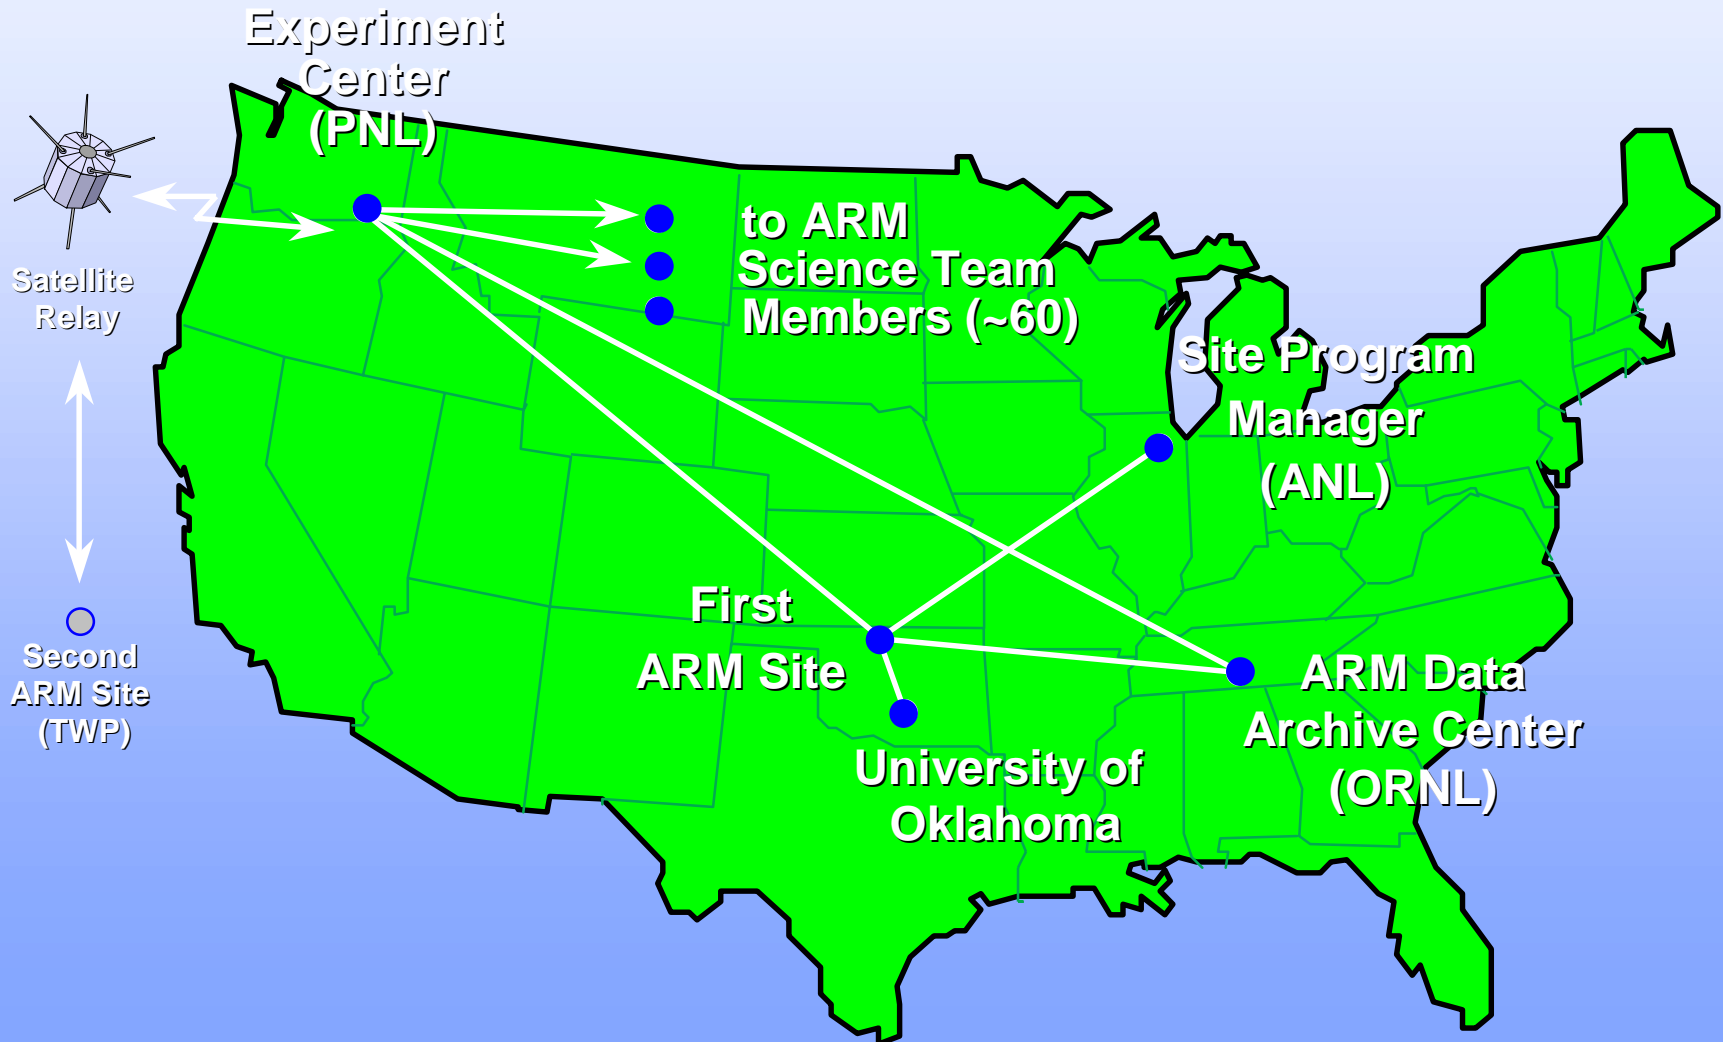 Experiment
Center
(PNL)
Satellite
Relay
to ARM
Science Team
Members (~60)
Site Program
Manager
(ANL)
First
ARM Site
Second
ARM Site
(TWP)
ARM Data
Archive Center
(ORNL)
University of
Oklahoma